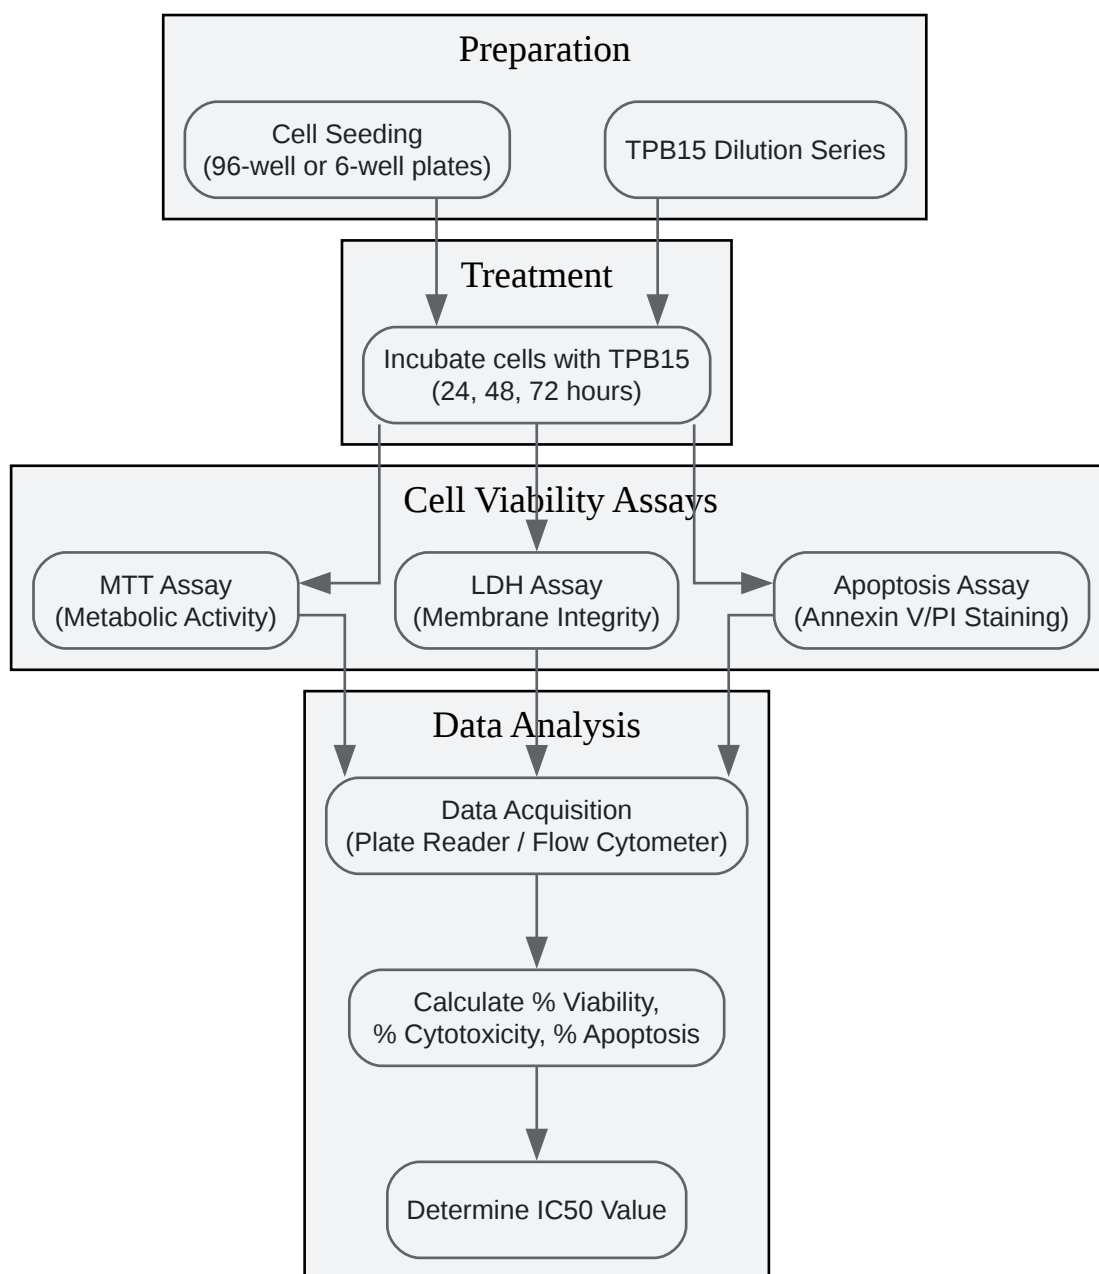 Preparation
Cell Seeding
(96-well or 6-well plates)
TPB15 Dilution Series
Treatment
Incubate cells with TPB15
(24, 48, 72 hours)
Cell Viability Assays
MTT Assay
(Metabolic Activity)
LDH Assay
(Membrane Integrity)
Apoptosis Assay
(Annexin V/PI Staining)
Data Analysis
Data Acquisition
(Plate Reader / Flow Cytometer)
Calculate % Viability,
% Cytotoxicity, % Apoptosis
Determine IC50 Value